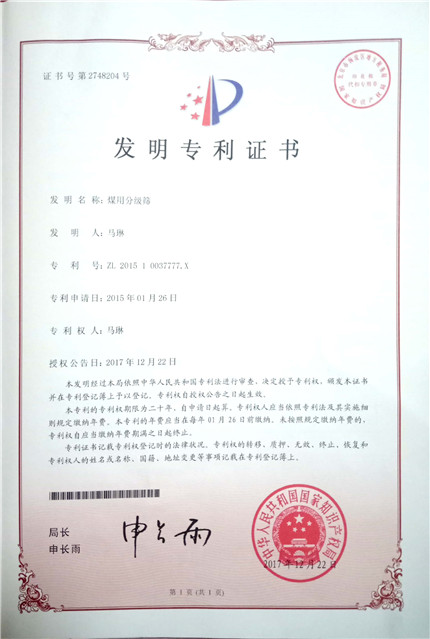 证书号第2748204号
发明专利证书
发 明 名 称：煤用分级筛
发 明 人：马琳
专 利 号：ZL 2015 1 0037777.X
专利申请日：2015年01月26日
专 利 权 人：马琳
授权公告日：2017年12月22日
本发明经过本局依照中华人民共和国专利法进行审查，决定授予专利权，颁发本证书
并在专利登记簿上予以登记。专利权自授权公告之日起生效。
本专利的专利权期限为二十年，自申请日起算。专利权人应当依照专利法及其实施细
则规定缴纳年费。本专利的年费应当在每年01月26日前缴纳。未按照规定缴纳年费的，
专利权自应当缴纳年费期满之日起终止。
专利证书记载专利权登记时的法律状况。专利权的转移、质押、无效、终止、恢复和
专利权人的姓名或名称、国籍、地址变更等事项记载在专利登记簿上。
局长
申长雨
申长雨
中华人民共和国国家知识产权局
2017年12月22日
第1页(共1页)